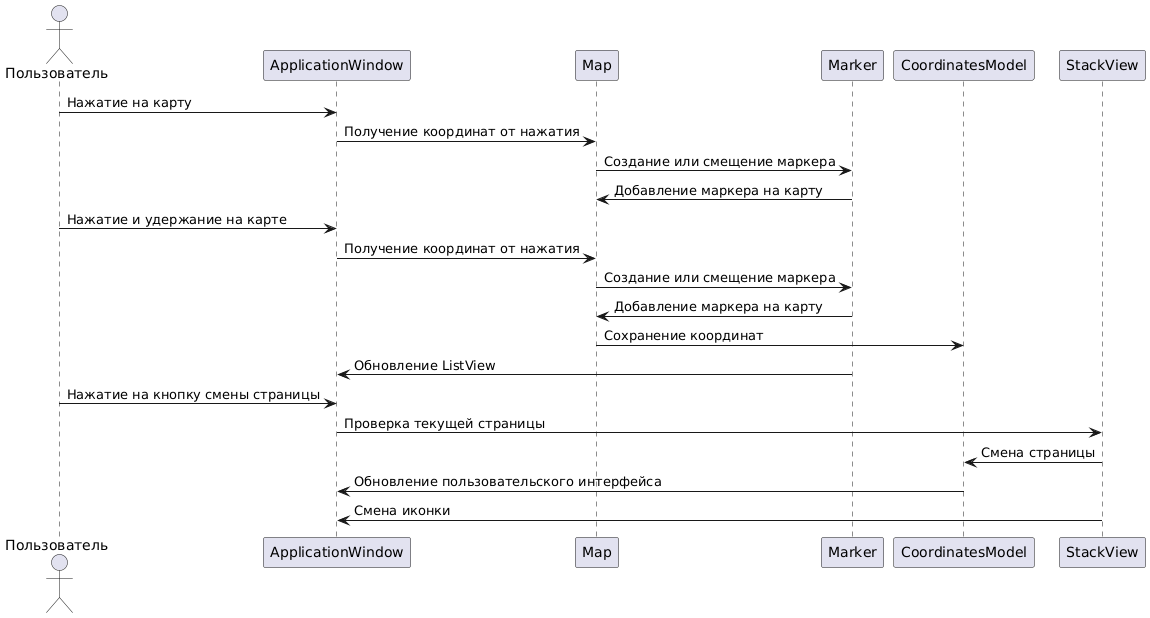 Пользователь
ApplicationWindow
Map
Marker
CoordinatesModel
StackView
Нажатие на карту
Получение координат от нажатия
Создание или смещение маркера
Добавление маркера на карту
Нажатие и удержание на карте
Получение координат от нажатия
Создание или смещение маркера
Добавление маркера на карту
Сохранение координат
Обновление ListView
Нажатие на кнопку смены страницы
Проверка текущей страницы
Смена страницы
Обновление пользовательского интерфейса
Смена иконки
Пользователь
ApplicationWindow
Map
Marker
CoordinatesModel
StackView